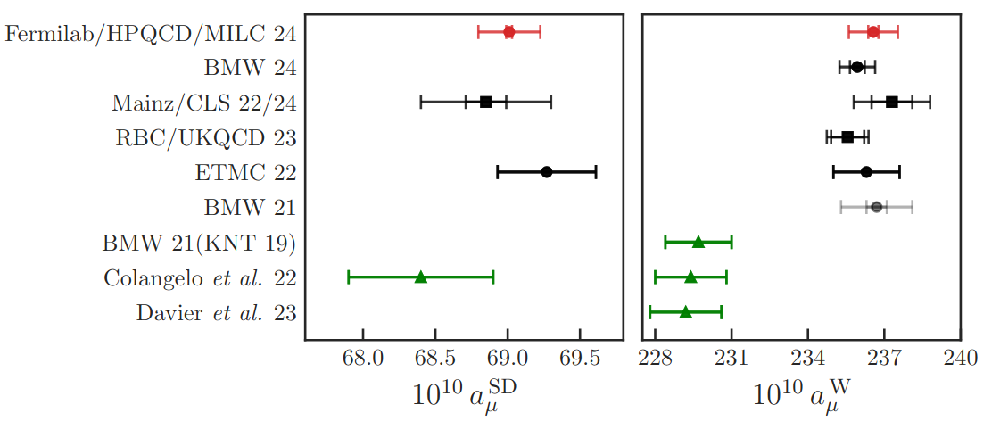 Fermilab/HPQCD/MILC 24
BMW 24
Mainz/CLS 22/24
RBC/UKQCD 23
ETMC 22
BMW 21
BMW 21(KNT 19)
Colangelo et al. 22
Davier et al. 23
68.0 68.5 69.0 69.5 228 231 234 237 240
10^{10} a_μ^{SD} 10^{10} a_μ^{W}